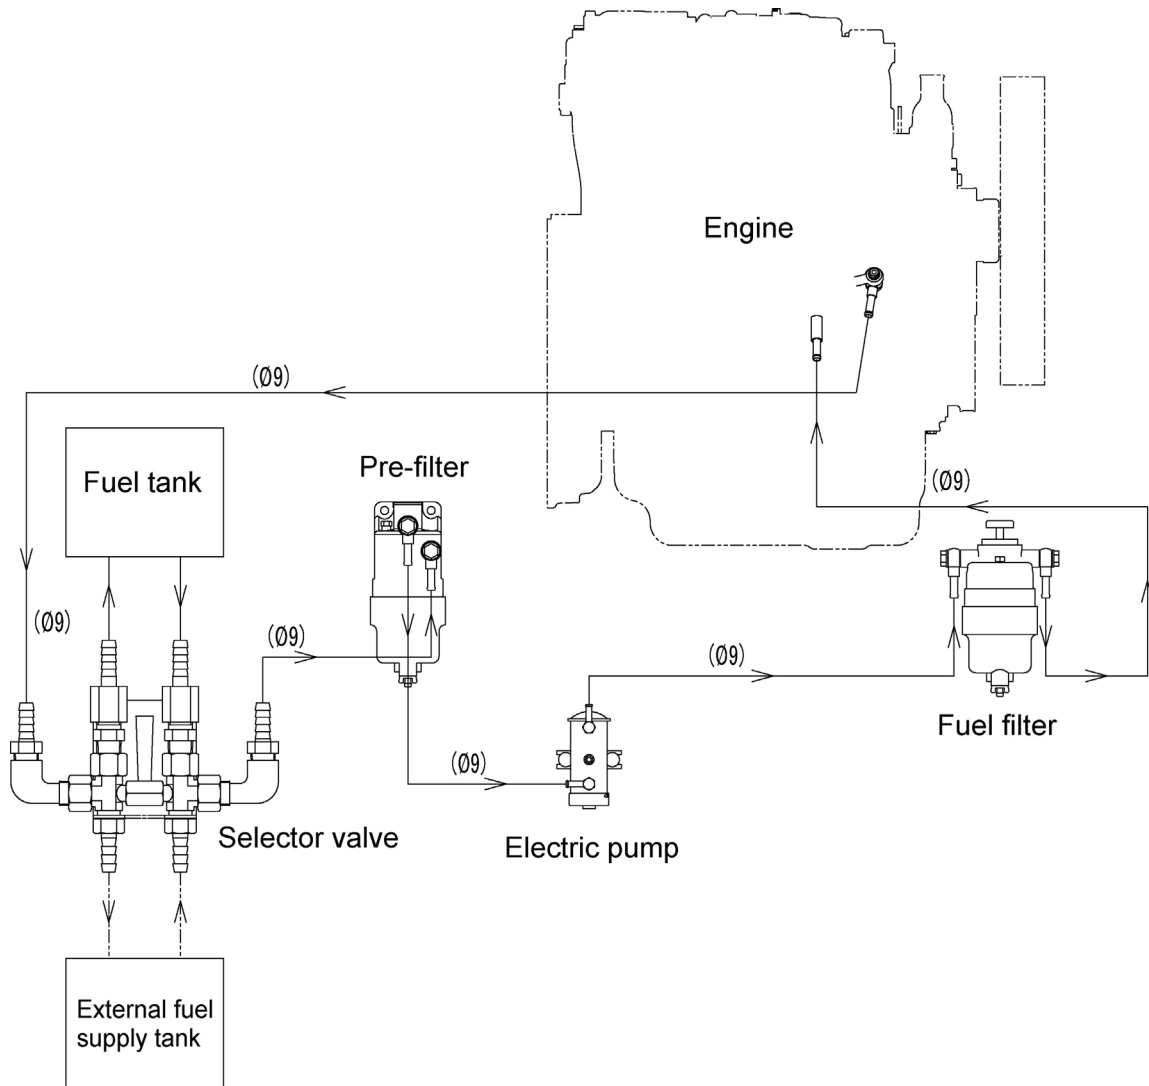 Engine
(Ø9)
Pre-filter
Fuel tank
(Ø9)
(Ø9)
(Ø9)
(Ø9)
Fuel filter
(Ø9)
Selector valve
Electric pump
External fuel
supply tank